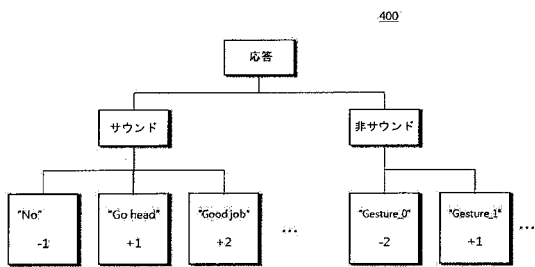 400
応答
サウンド
非サウンド
"No"
-1
"Go head"
+1
"Good job"
+2
...
"Gesture_0"
-2
"Gesture_1"
+1
...